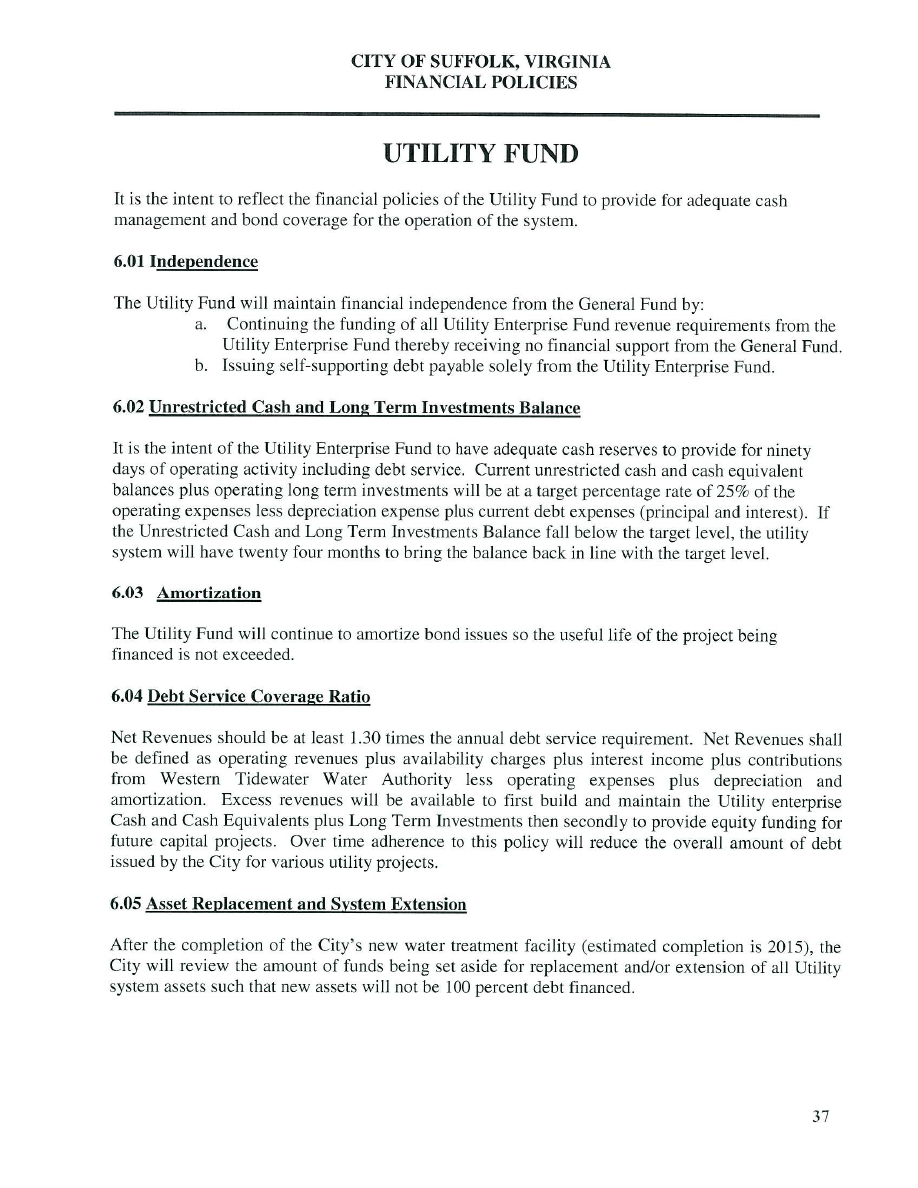 CITY OF SUFFOLK, VIRGINIA
FINANCIAL POLICIES
UTILITY FUND
It is the intent to reflect the financial policies of the Utility Fund to provide for adequate cash
management and bond coverage for the operation of the system.
6.01 Independence
The Utility Fund will maintain financial independence from the General Fund by:
a. Continuing the funding of all Utility Enterprise Fund revenue requirements from the
Utility Enterprise Fund thereby receiving no financial support from the General Fund.
b. Issuing self-supporting debt payable solely from the Utility Enterprise Fund.
6.02 Unrestricted Cash and Long Term Investments Balance
It is the intent of the Utility Enterprise Fund to have adequate cash reserves to provide for ninety
days of operating activity including debt service. Current unrestricted cash and cash equivalent
balances plus operating long term investments will be at a target percentage rate of 25% of the
operating expenses less depreciation expense plus current debt expenses (principal and interest). If
the Unrestricted Cash and Long Term Investments Balance fall below the target level, the utility
system will have twenty four months to bring the balance back in line with the target level.
6.03 Amortization
The Utility Fund will continue to amortize bond issues so the useful life of the project being
financed is not exceeded.
6.04 Debt Service Coverage Ratio
Net Revenues should be at least 1.30 times the annual debt service requirement. Net Revenues shall
be defined as operating revenues plus availability charges plus interest income plus contributions
from Western Tidewater Water Authority less operating expenses plus depreciation and
amortization. Excess revenues will be available to first build and maintain the Utility enterprise
Cash and Cash Equivalents plus Long Term Investments then secondly to provide equity funding for
future capital projects. Over time adherence to this policy will reduce the overall amount of debt
issued by the City for various utility projects.
6.05 Asset Replacement and System Extension
After the completion of the City's new water treatment facility (estimated completion is 2015), the
City will review the amount of funds being set aside for replacement and/or extension of all Utility
system assets such that new assets will not be 100 percent debt financed.
37